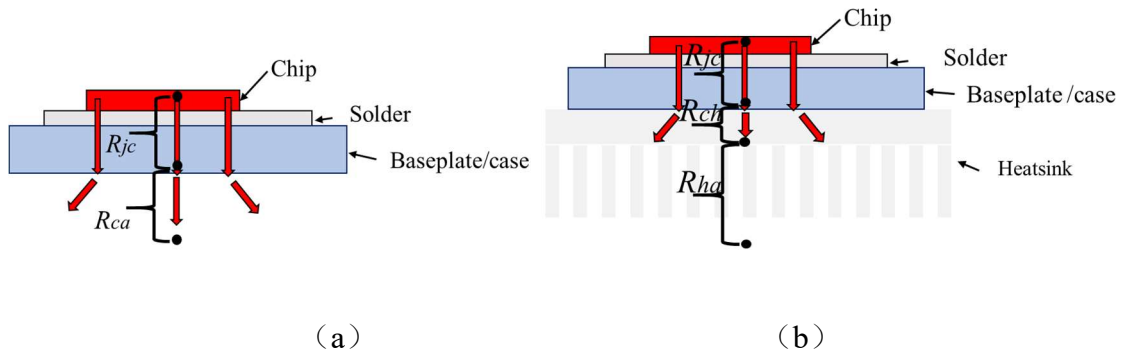 Chip
Solder
Rjc
Baseplate/case
Rca
(a)
Chip
Rjc
Solder
Baseplate /case
Rch
Heatsink
Rha
(b)